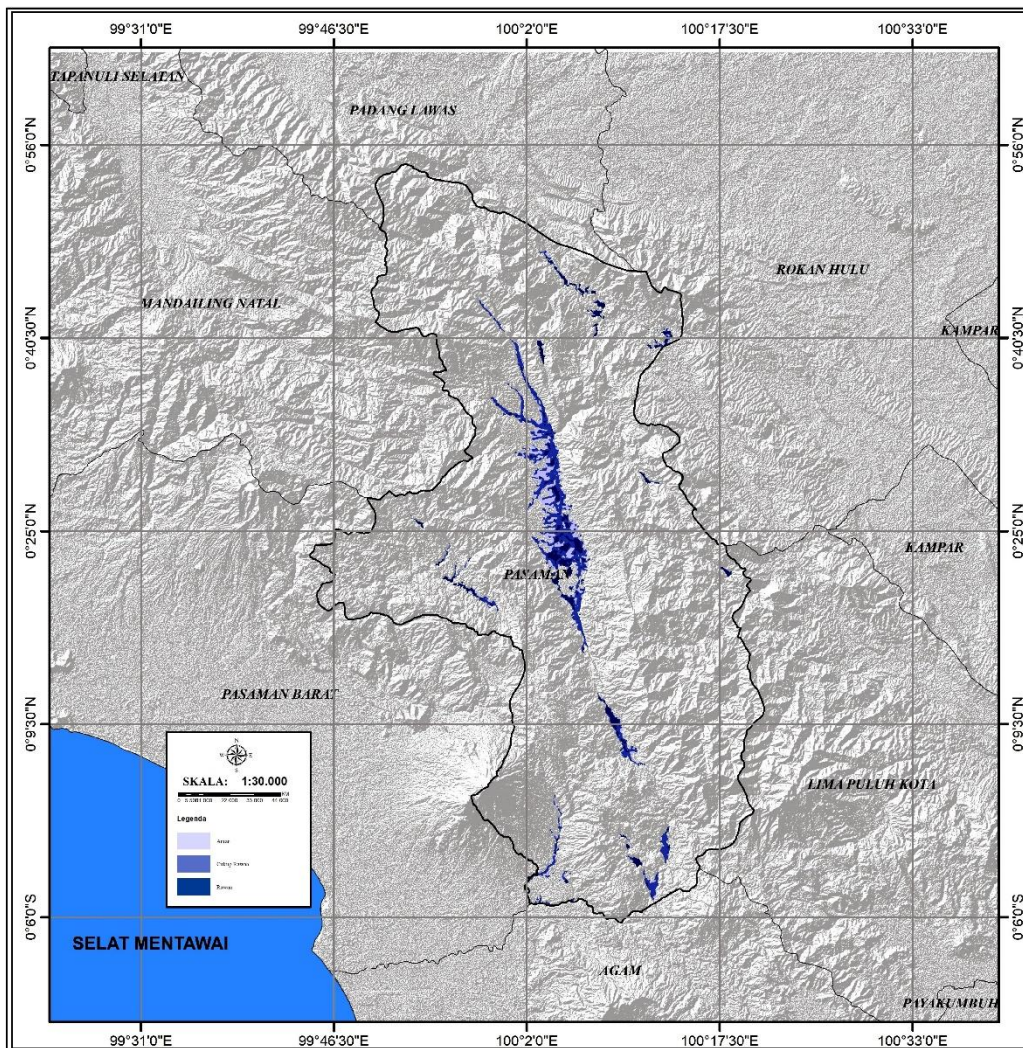 99°31'0"E 99°46'30"E 100°2'0"E 100°17'30"E 100°33'0"E
TAPANULI SELATAN
PADANG LAWAS
0°56'0"N 0°56'0"N
ROKAN HULU
MANDAILING NATAL
KAMPAR
0°40'30"N 0°40'30"N
0°25'0"N 0°25'0"N
KAMPAR
PASAMAN
PASAMAN BARAT
0°9'30"N 0°9'30"N
N
E
S
SKALA: 1:30.000
LIMA PULUH KOTA
Legenda
Aman
Cukup Rawan
Rawan
0°6'0"S 0°6'0"S
SELAT MENTAWAI
AGAM
PAYAKUMBUH
99°31'0"E 99°46'30"E 100°2'0"E 100°17'30"E 100°33'0"E